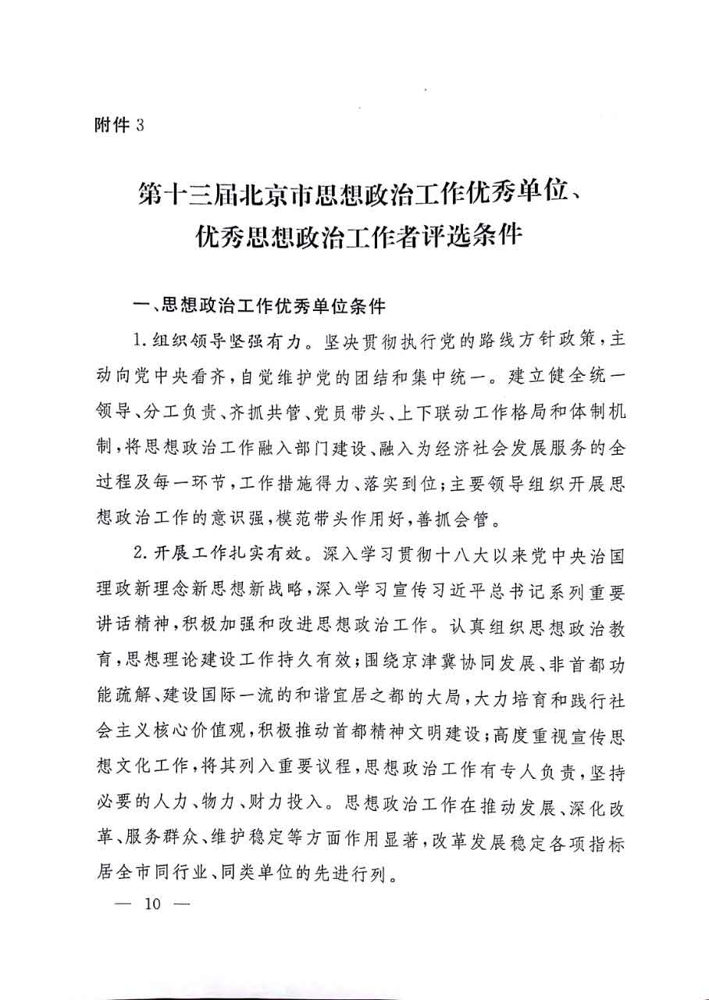 附件 3
第十三届北京市思想政治工作优秀单位、
优秀思想政治工作者评选条件
一、思想政治工作优秀单位条件
1. 组织领导坚强有力。坚决贯彻执行党的路线方针政策，主
动向党中央看齐，自觉维护党的团结和集中统一。建立健全统一
领导、分工负责、齐抓共管、党员带头、上下联动工作格局和体制机
制，将思想政治工作融入部门建设、融入为经济社会发展服务的全
过程及每一环节，工作措施得力、落实到位；主要领导组织开展思
想政治工作的意识强，模范带头作用好，善抓会管。
2. 开展工作扎实有效。深入学习贯彻十八大以来党中央治国
理政新理念新思想新战略，深入学习宣传习近平总书记系列重要
讲话精神，积极加强和改进思想政治工作。认真组织思想政治教
育，思想理论建设工作持久有效；围绕京津冀协同发展、非首都功
能疏解、建设国际一流的和谐宜居之都的大局，大力培育和践行社
会主义核心价值观，积极推动首都精神文明建设；高度重视宣传思
想文化工作，将其列入重要议程，思想政治工作有专人负责，坚持
必要的人力、物力、财力投入。思想政治工作在推动发展、深化改
革、服务群众、维护稳定等方面作用显著，改革发展稳定各项指标
居全市同行业、同类单位的先进行列。
— 10 —